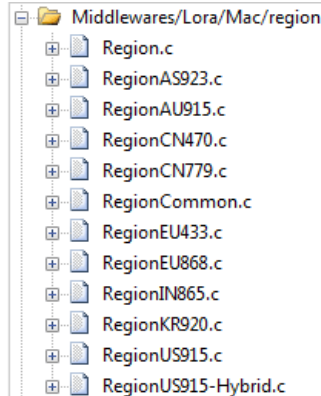 Middlewares/Lora/Mac/region
Region.c
RegionAS923.c
RegionAU915.c
RegionCN470.c
RegionCN779.c
RegionCommon.c
RegionEU433.c
RegionEU868.c
RegionIN865.c
RegionKR920.c
RegionUS915.c
RegionUS915-Hybrid.c